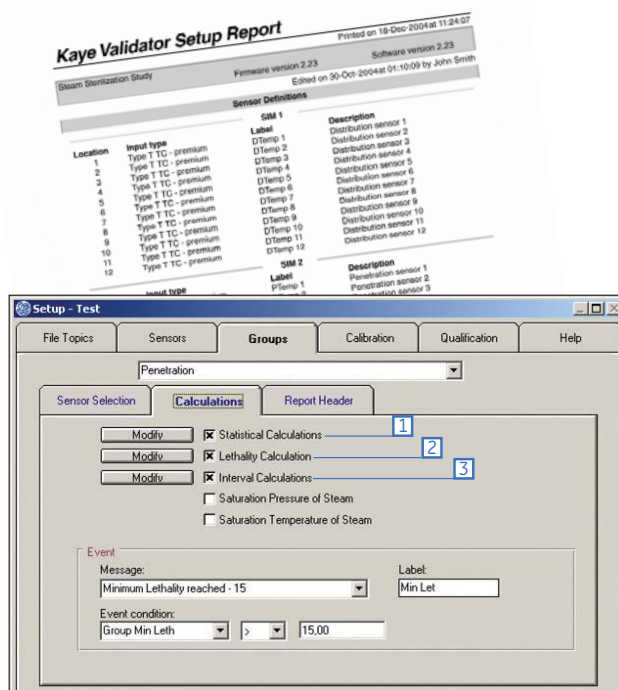 Kaye Validator Setup Report
Printed on 18-Dec-2004 at 11:24:07
Steam Sterilization Study Firmware version 2.23 Software version 2.23
Edited on 30-Oct-2004 at 01:10:09 by John Smith
Sensor Definitions
SIM 1
Location Input type Label Description
1 Type T TC - premium DTemp 1 Distribution sensor 1
2 Type T TC - premium DTemp 2 Distribution sensor 2
3 Type T TC - premium DTemp 3 Distribution sensor 3
4 Type T TC - premium DTemp 4 Distribution sensor 4
5 Type T TC - premium DTemp 5 Distribution sensor 5
6 Type T TC - premium DTemp 6 Distribution sensor 6
7 Type T TC - premium DTemp 7 Distribution sensor 7
8 Type T TC - premium DTemp 8 Distribution sensor 8
9 Type T TC - premium DTemp 9 Distribution sensor 9
10 Type T TC - premium DTemp 10 Distribution sensor 10
11 Type T TC - premium DTemp 11 Distribution sensor 11
12 Type T TC - premium DTemp 12 Distribution sensor 12
SIM 2
Input type Label Description
PTemp 1 Penetration sensor 1
Penetration sensor 2
Penetration sensor 3
Setup - Test
File Topics Sensors Groups Calibration Qualification Help
Penetration
Sensor Selection Calculations Report Header
Modify Statistical Calculations 1
Modify Lethality Calculation 2
Modify Interval Calculations 3
Saturation Pressure of Steam
Saturation Temperature of Steam
Event
Message: Label:
Minimum Lethality reached - 15 Min Let
Event condition:
Group Min Leth > 15,00